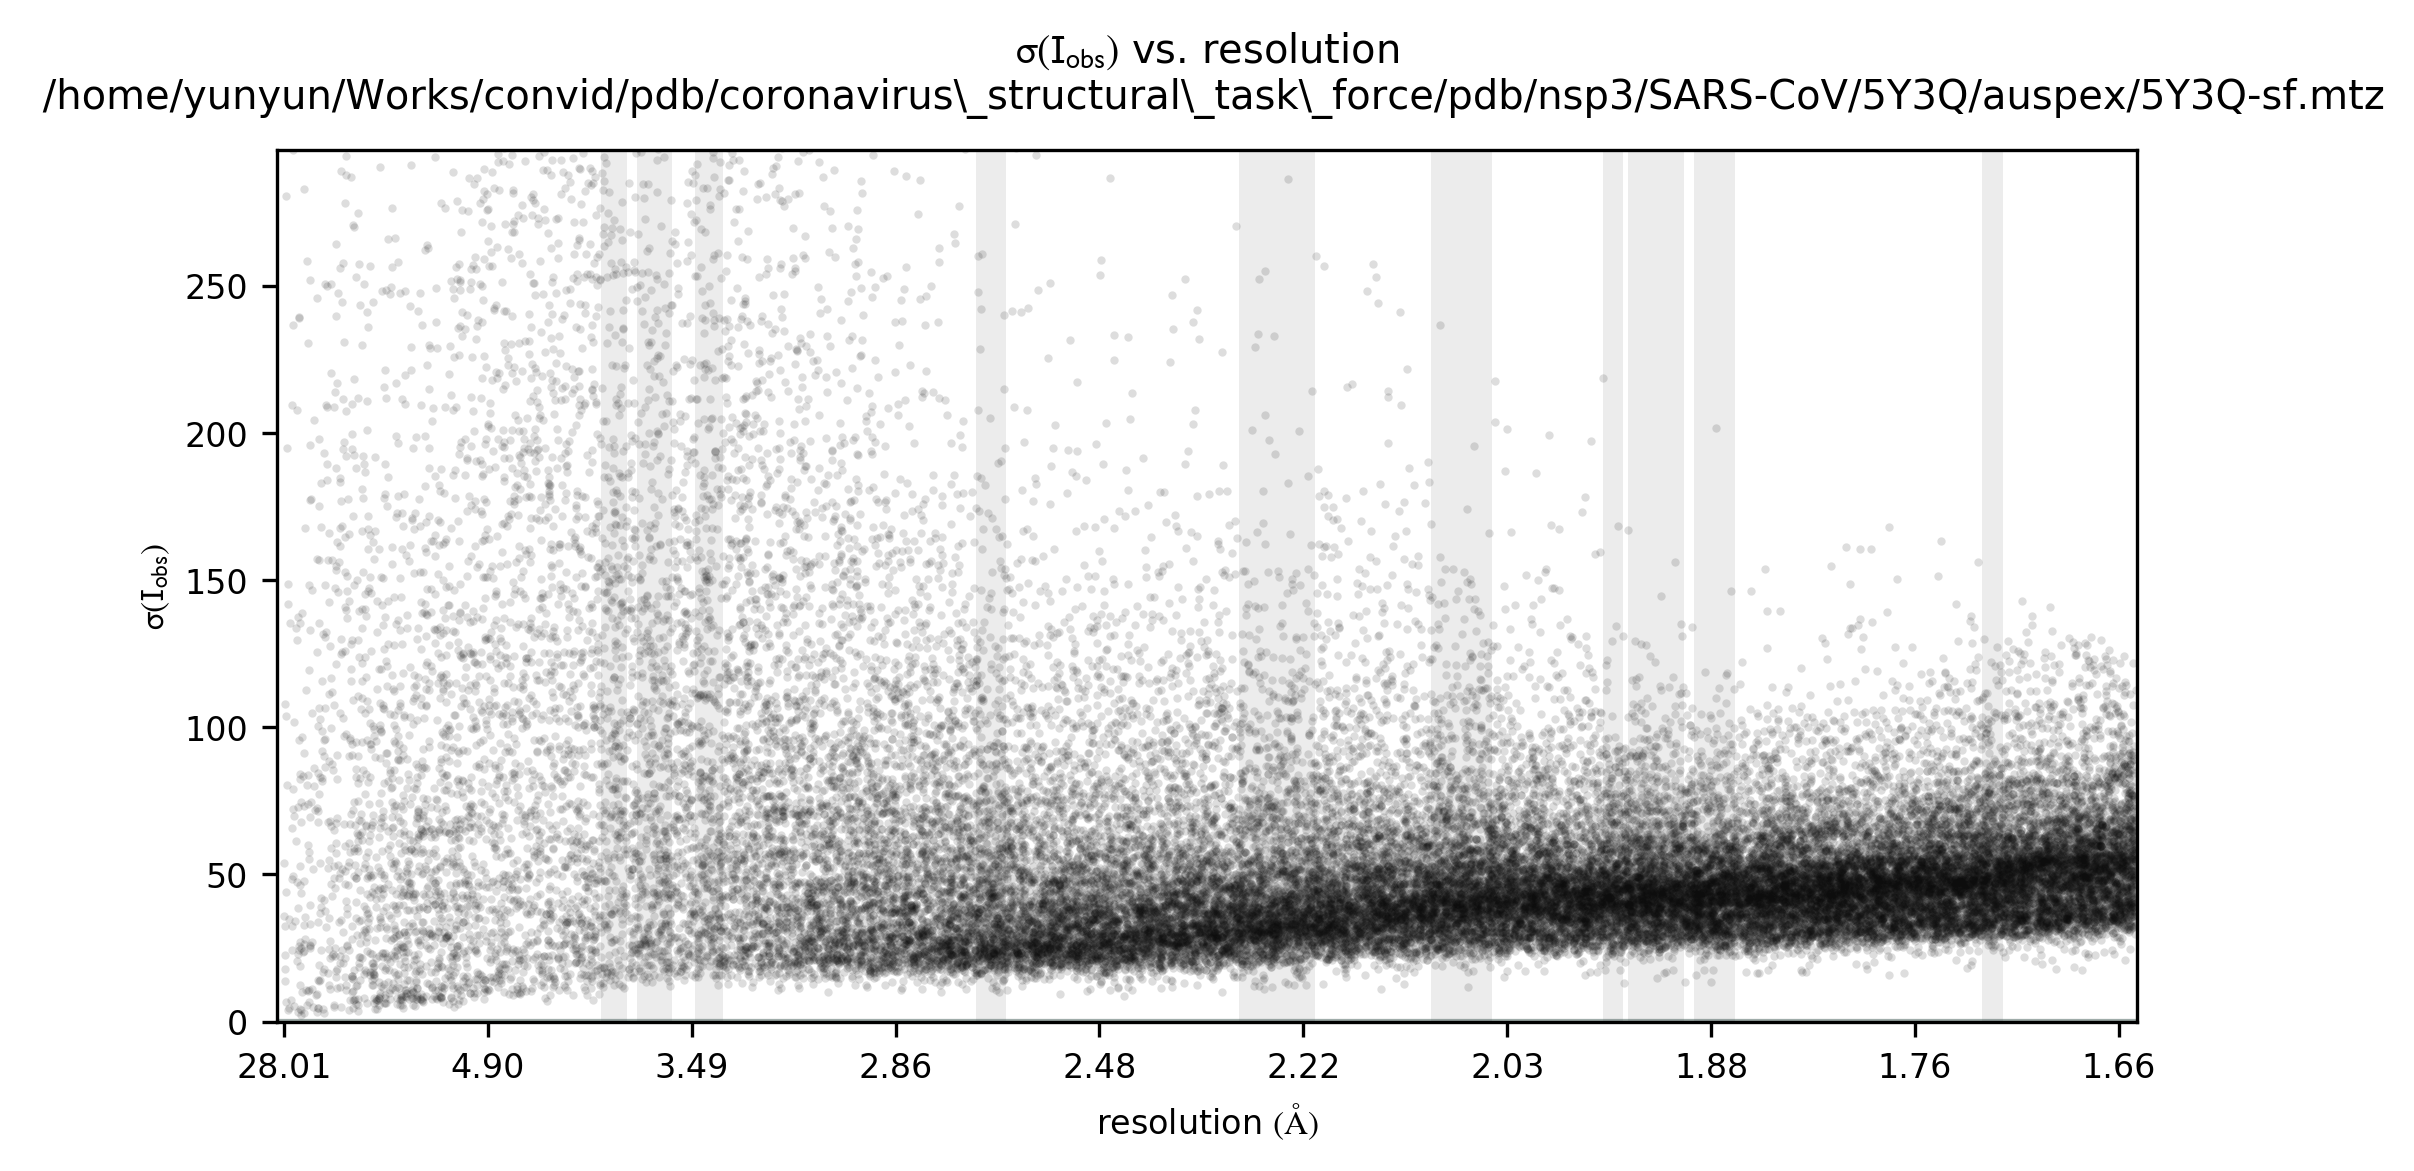 σ(I_obs) vs. resolution
/home/yunyun/Works/convid/pdb/coronavirus\_structural\_task\_force/pdb/nsp3/SARS-CoV/5Y3Q/auspex/5Y3Q-sf.mtz
σ(I_obs)
250
200
150
100
50
0
28.01 4.90 3.49 2.86 2.48 2.22 2.03 1.88 1.76 1.66
resolution (Å)